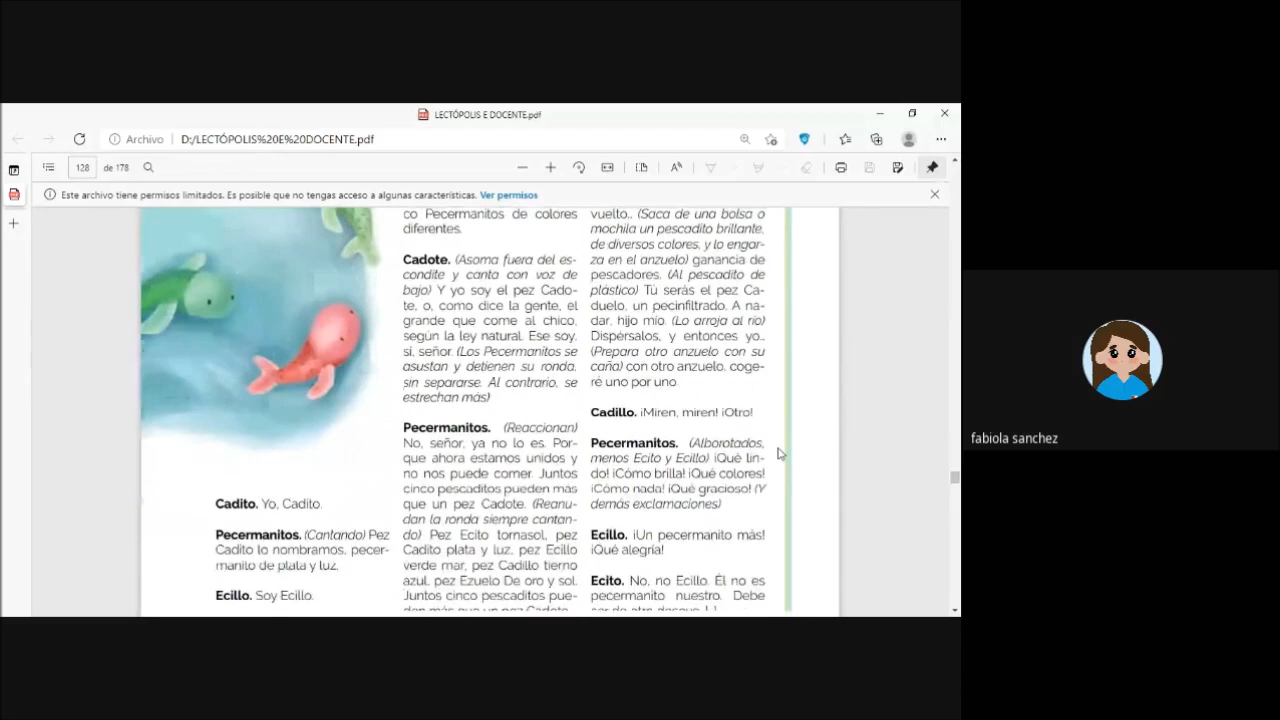 LECTÓPOLIS E DOCENTE.pdf
Archivo
D:/LECTÓPOLIS%20E%20DOCENTE.pdf
128 de 178
Este archivo tiene permisos limitados. Es posible que no tengas acceso a algunas características. Ver permisos
Cadito. Yo, Cadito.
Pecermanitos. (Cantando) Pez
Cadito lo nombramos, pecer-
manito de plata y luz.
Ecillo. Soy Ecillo.
co Pecermanitos de colores
diferentes.
Cadote. (Asoma fuera del es-
condite y canta con voz de
bajo) Y yo soy el pez Cado-
te, o, como dice la gente, el
grande que come al chico,
según la ley natural. Ese soy,
sí, señor. (Los Pecermanitos se
asustan y detienen su ronda,
sin separarse. Al contrario, se
estrechan más)
Pecermanitos. (Reaccionan)
No, señor, ya no lo es. Por-
que ahora estamos unidos y
no nos puede comer. Juntos
cinco pescaditos pueden más
que un pez Cadote. (Reanu-
dan la ronda siempre cantan-
do) Pez Ecito tornasol, pez
Cadito plata y luz, pez Ecillo
verde mar, pez Cadillo tierno
azul, pez Ezuelo De oro y sol.
Juntos cinco pescaditos pue-
den más que un pez Cadote.
vuelto... (Saca de una bolsa o
mochila un pescadito brillante,
de diversos colores, y lo engar-
za en el anzuelo) ganancia de
pescadores. (Al pescadito de
plástico) Tú serás el pez Ca-
duelo, un pecinfiltrado. A na-
dar, hijo mío. (Lo arroja al río)
Dispérsalos, y entonces yo...
(Prepara otro anzuelo con su
caña) con otro anzuelo, coge-
ré uno por uno
Cadillo. ¡Miren, miren! ¡Otro!
Pecermanitos. (Alborotados,
menos Ecito y Ecillo) ¡Qué lin-
do! ¡Cómo brilla! ¡Qué colores!
¡Cómo nada! ¡Qué gracioso! (Y
demás exclamaciones)
Ecillo. ¡Un pecermanito más!
¡Qué alegría!
Ecito. No, no Ecillo. Él no es
pecermanito nuestro. Debe
fabiola sanchez